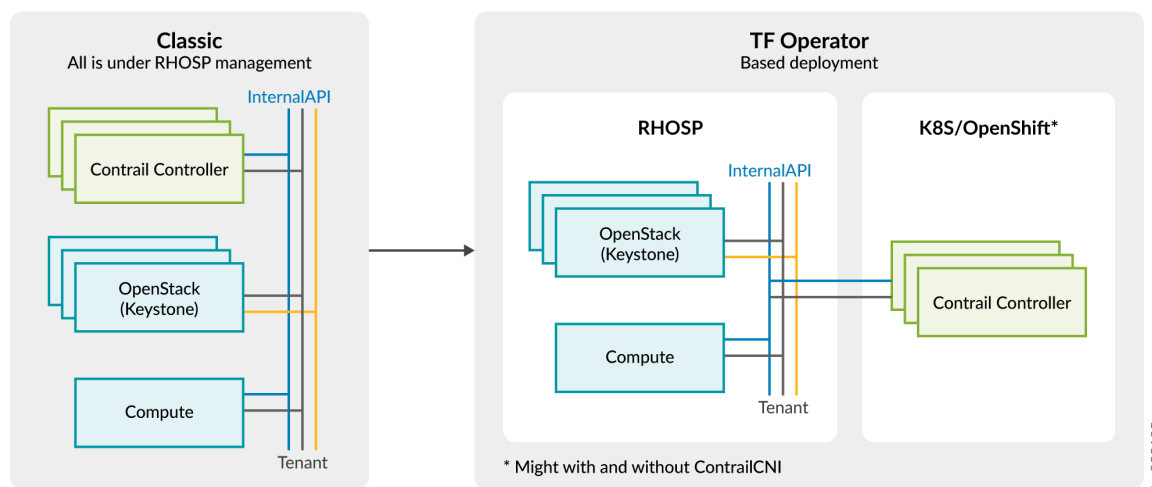 Classic
All is under RHOSP management
InternalAPI
Contrail Controller
OpenStack
(Keystone)
Compute
Tenant
TF Operator
Based deployment
RHOSP
InternalAPI
OpenStack
(Keystone)
Compute
Tenant
K8S/OpenShift*
Contrail Controller
* Might with and without ContrailCNI